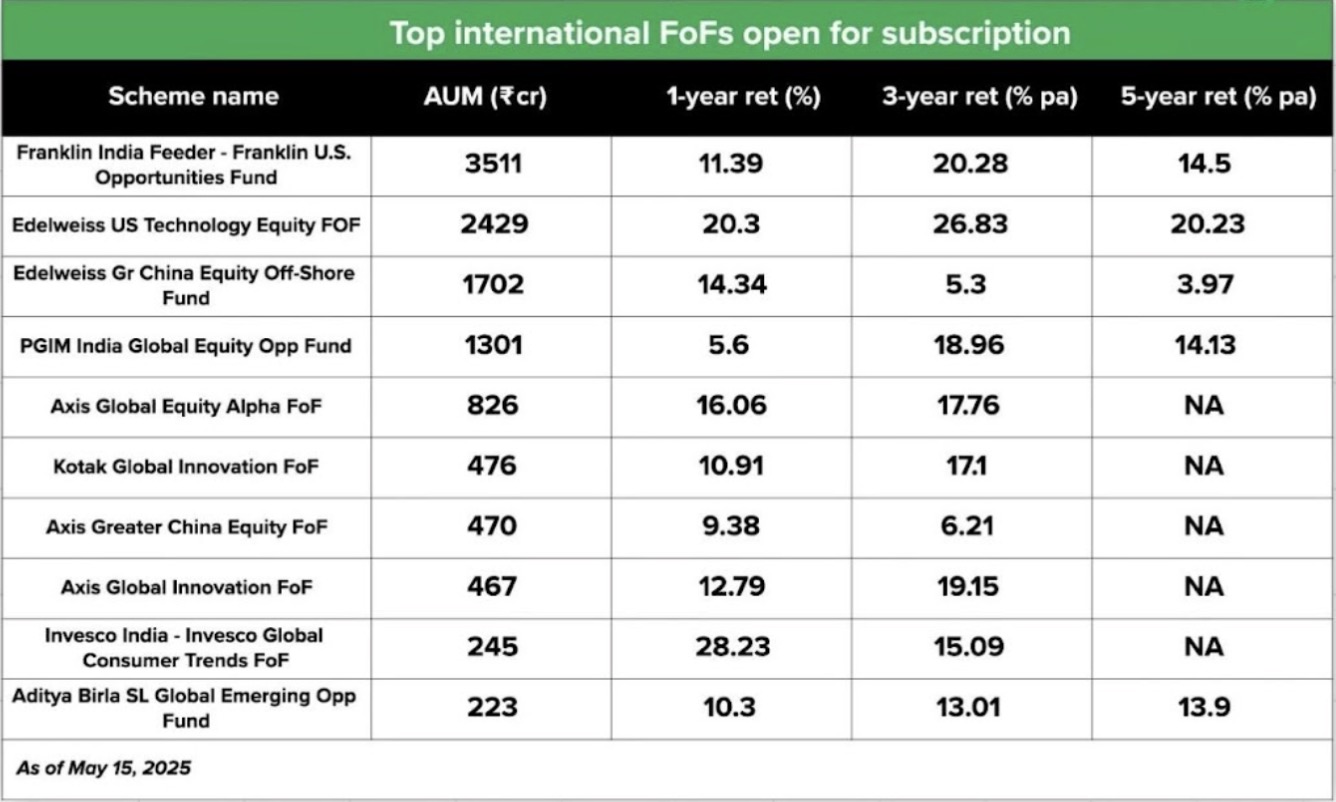 Top international FoFs open for subscription
Scheme name AUM (₹cr) 1-year ret (%) 3-year ret (% pa) 5-year ret (% pa)
Franklin India Feeder - Franklin U.S.
Opportunities Fund 3511 11.39 20.28 14.5
Edelweiss US Technology Equity FOF 2429 20.3 26.83 20.23
Edelweiss Gr China Equity Off-Shore
Fund 1702 14.34 5.3 3.97
PGIM India Global Equity Opp Fund 1301 5.6 18.96 14.13
Axis Global Equity Alpha FoF 826 16.06 17.76 NA
Kotak Global Innovation FoF 476 10.91 17.1 NA
Axis Greater China Equity FoF 470 9.38 6.21 NA
Axis Global Innovation FoF 467 12.79 19.15 NA
Invesco India - Invesco Global
Consumer Trends FoF 245 28.23 15.09 NA
Aditya Birla SL Global Emerging Opp
Fund 223 10.3 13.01 13.9
As of May 15, 2025